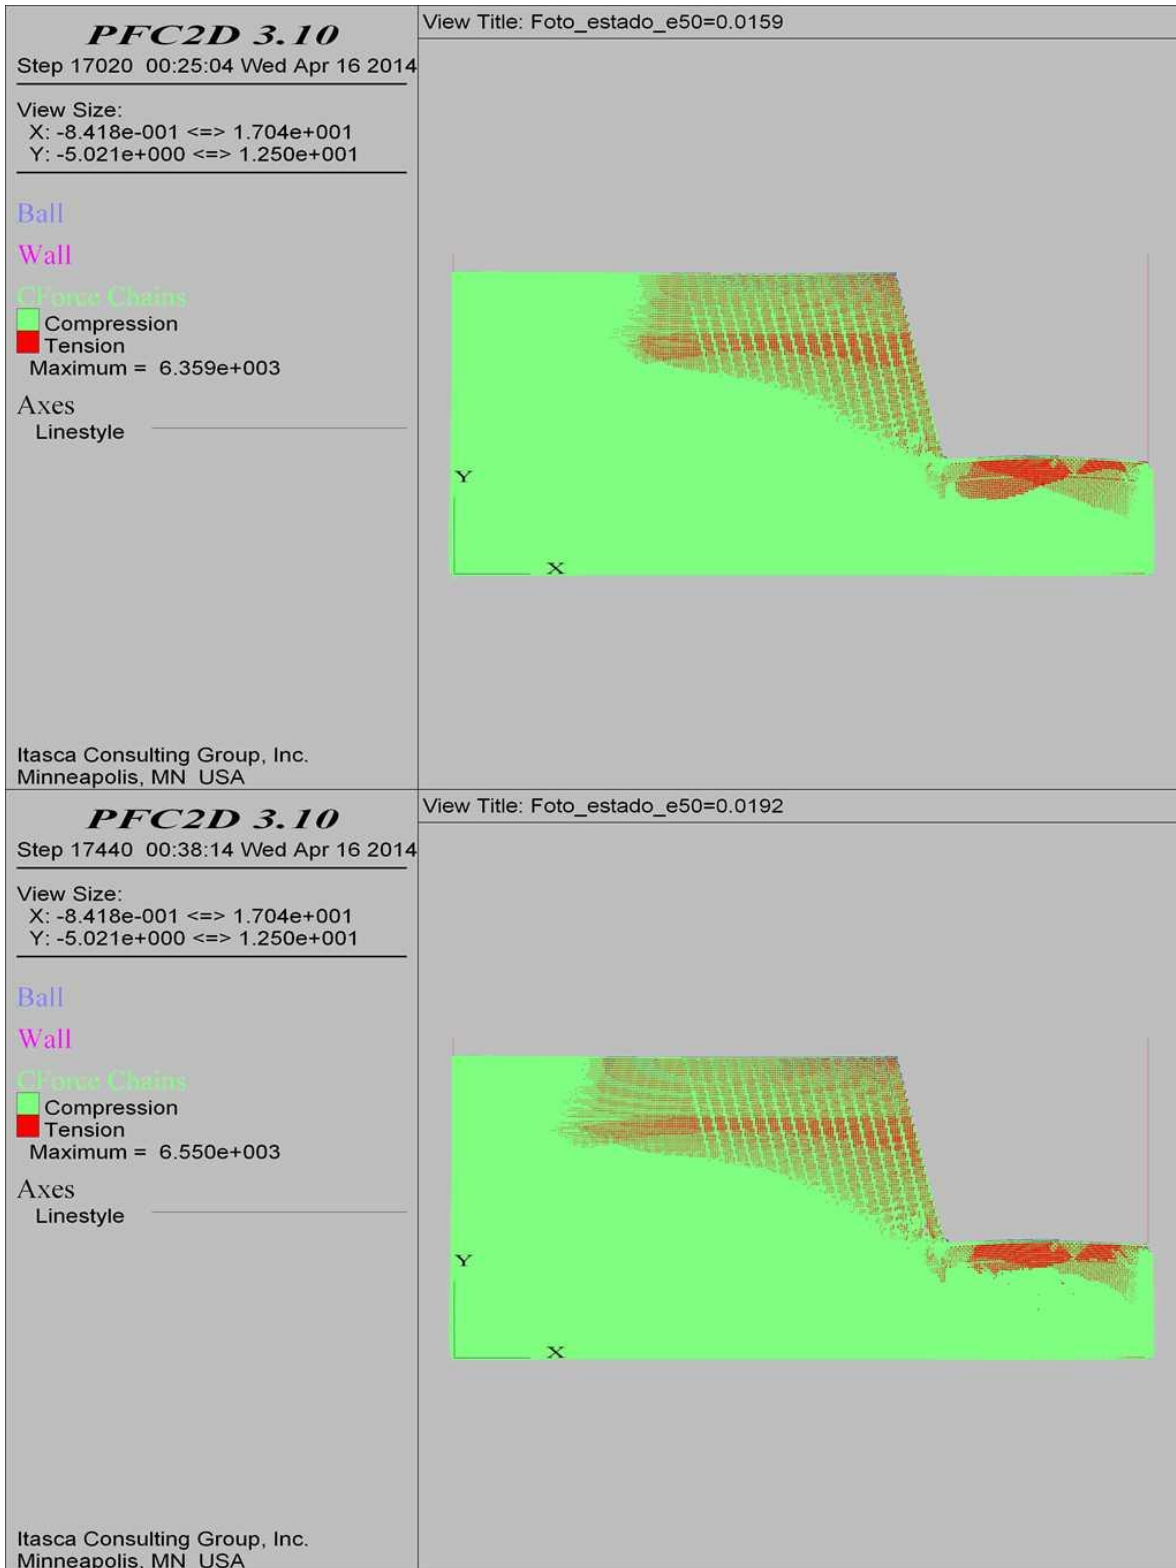 PFC2D 3.10
Step 17020 00:25:04 Wed Apr 16 2014
View Size:
X: -8.418e-001 <=> 1.704e+001
Y: -5.021e+000 <=> 1.250e+001
Ball
Wall
CForce Chains
Compression
Tension
Maximum = 6.359e+003
Axes
Linestyle
Itasca Consulting Group, Inc.
Minneapolis, MN USA
View Title: Foto_estado_e50=0.0159
Y
X
PFC2D 3.10
Step 17440 00:38:14 Wed Apr 16 2014
View Size:
X: -8.418e-001 <=> 1.704e+001
Y: -5.021e+000 <=> 1.250e+001
Ball
Wall
CForce Chains
Compression
Tension
Maximum = 6.550e+003
Axes
Linestyle
Itasca Consulting Group, Inc.
Minneapolis, MN USA
View Title: Foto_estado_e50=0.0192
Y
X